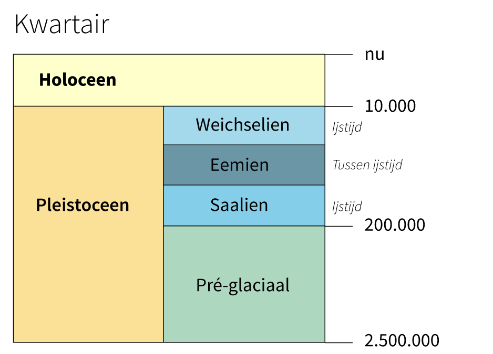 Kwartair
nu
Holoceen
10.000
Weichselien
Ijstijd
Eemien
Tussen ijstijd
Pleistoceen
Saalien
Ijstijd
200.000
Pré-glaciaal
2.500.000